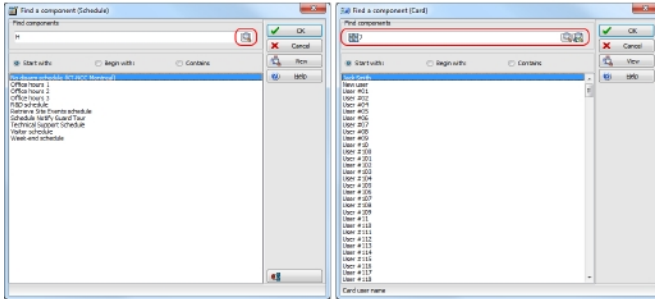 Find a component (Schedule)
Find components
H
Start with:
Begin with:
Contains
OK
Cancel
View
Help
Office hours 1
Office hours 2
Office hours 3
R&D schedule
Retrieve Site Events schedule
Schedule Notify Guard Tour
Technical Support Schedule
Visitor schedule
Week-end schedule
Find a component (Card)
Find components
Start with:
Begin with:
Contains
OK
Cancel
View
Help
Jack Smith
New user
User #01
User #02
User #04
User #05
User #06
User #07
User #08
User #09
User #10
User #100
User #101
User #102
User #103
User #104
User #105
User #106
User #107
User #108
User #109
User #11
User #110
User #111
User #112
User #113
User #114
User #115
User #116
User #117
User #118
Card user name